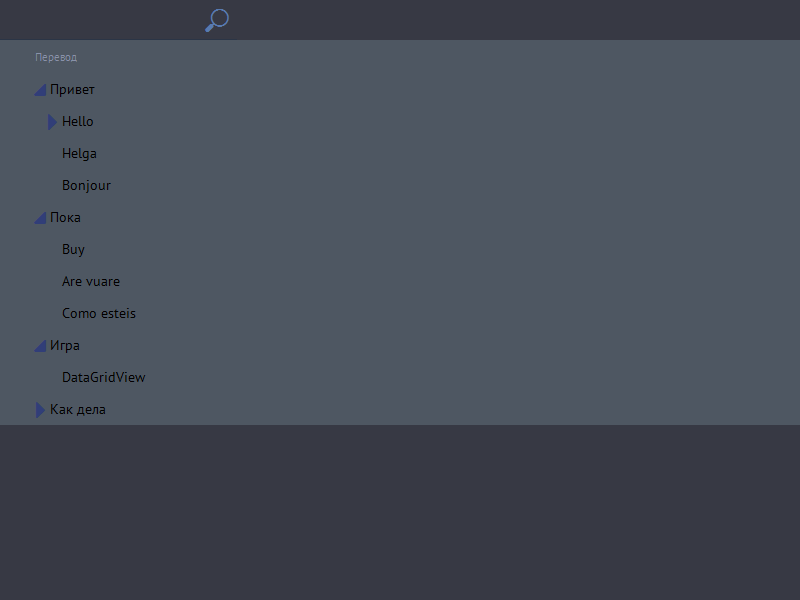 Перевод
Привет
Hello
Helga
Bonjour
Пока
Buy
Are vuare
Como esteis
Игра
DataGridView
Как дела